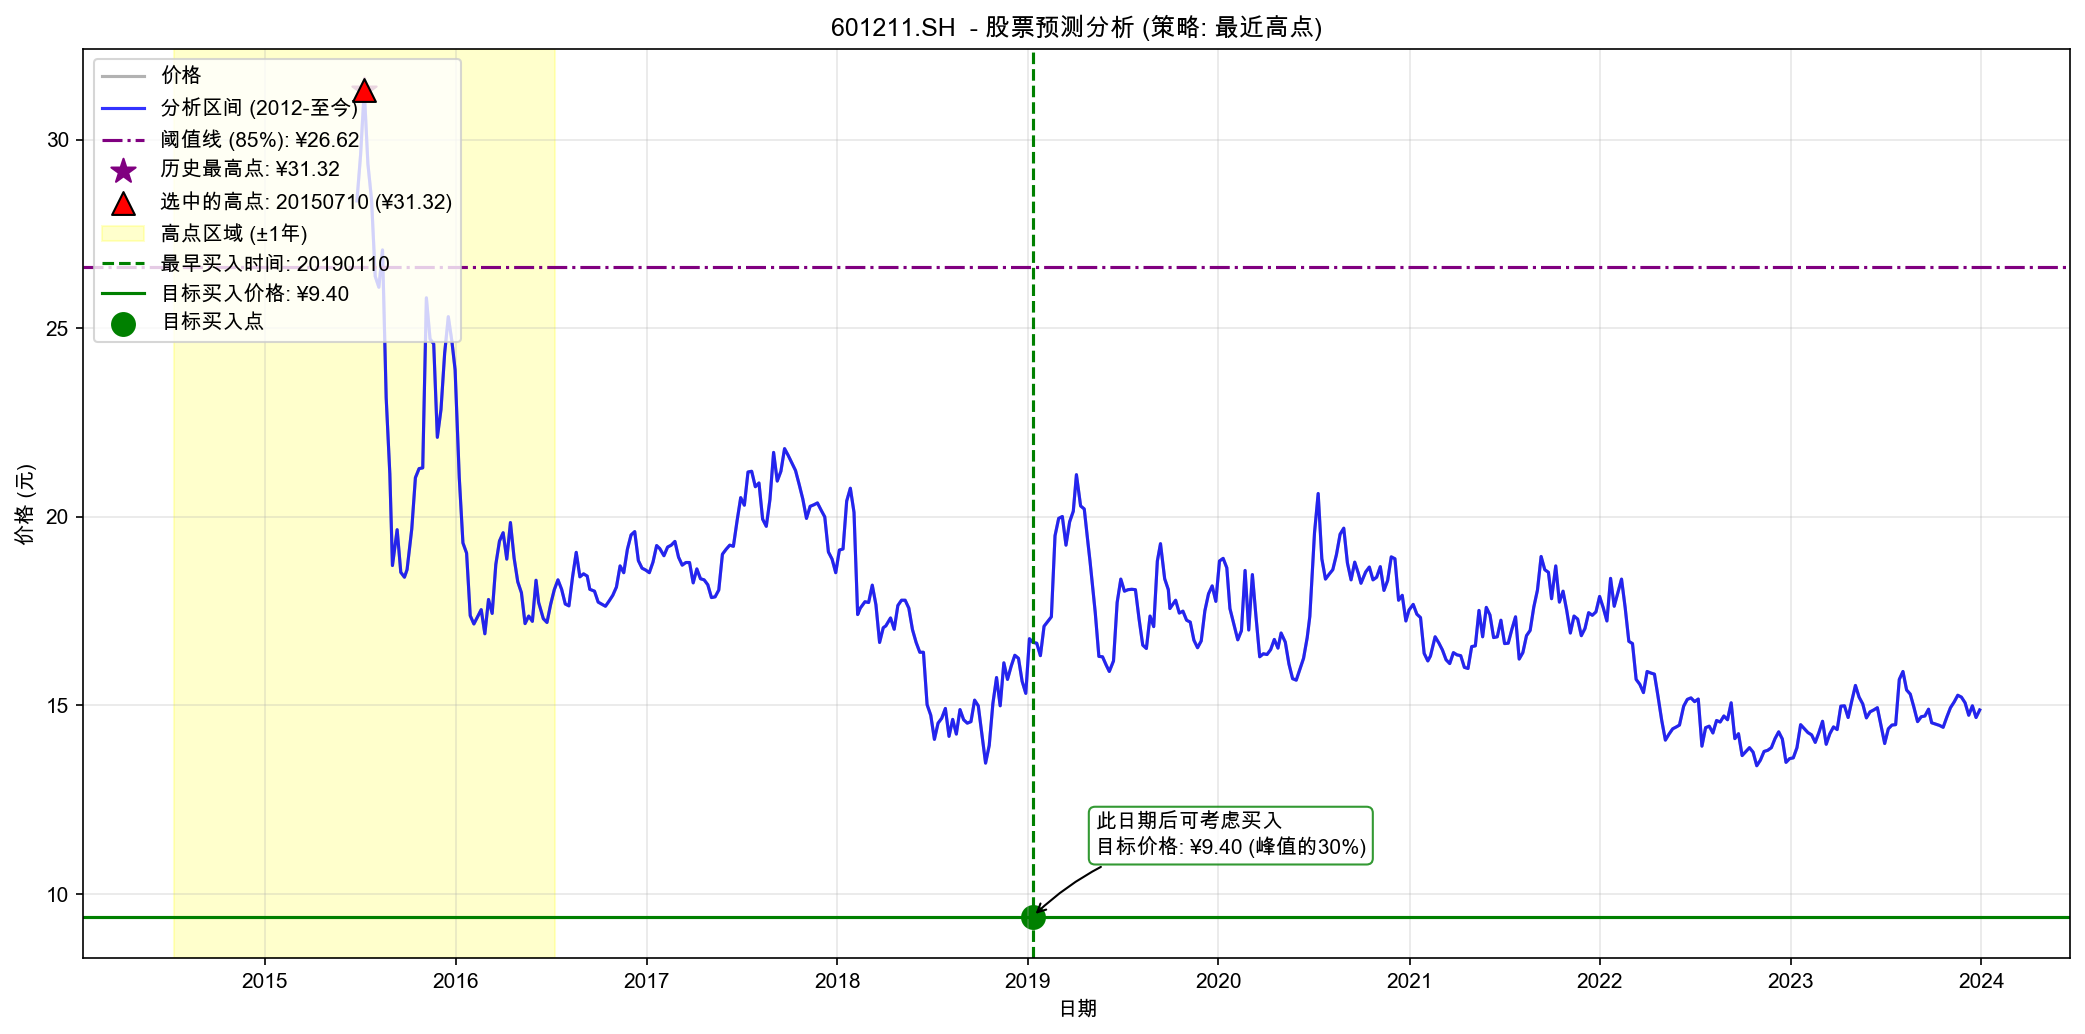 601211.SH - 股票预测分析 (策略: 最近高点)
价格
分析区间 (2012-至今)
阈值线 (85%): ¥26.62
历史最高点: ¥31.32
选中的高点: 20150710 (¥31.32)
高点区域 (±1年)
最早买入时间: 20190110
目标买入价格: ¥9.40
目标买入点
30
25
20
15
10
价格 (元)
此日期后可考虑买入
目标价格: ¥9.40 (峰值的30%)
2015 2016 2017 2018 2019 2020 2021 2022 2023 2024
日期